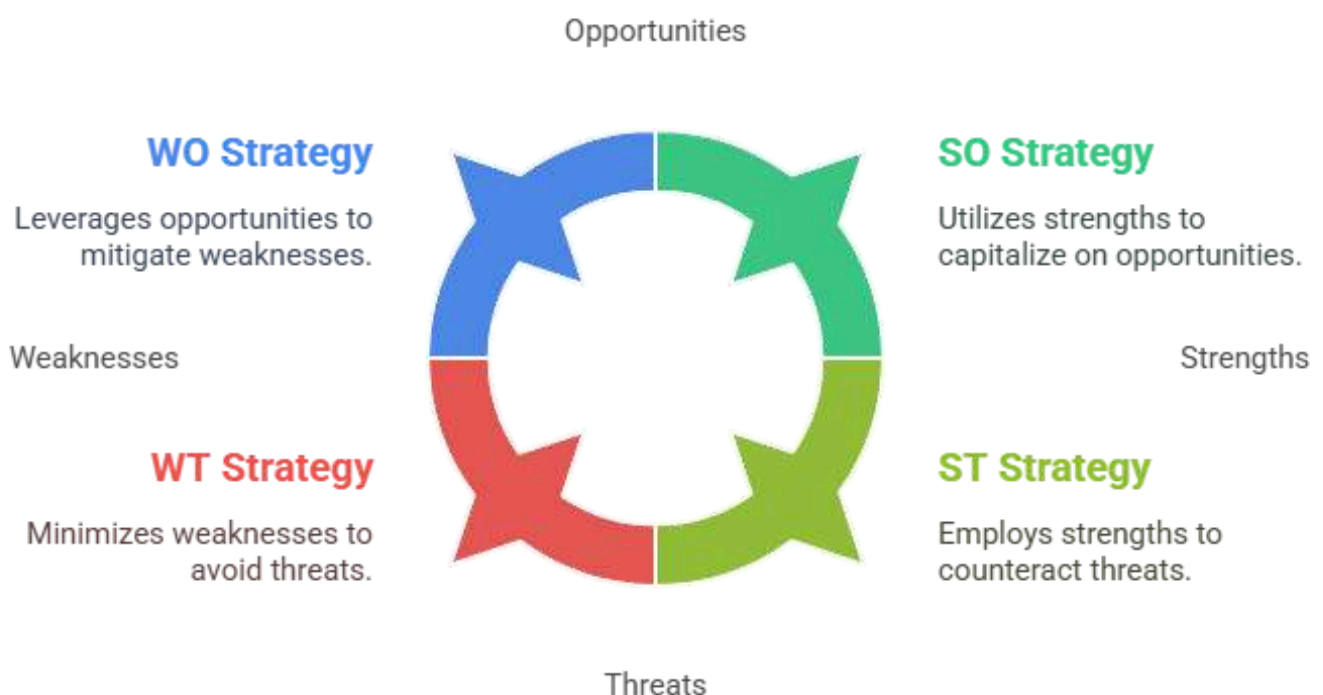 Opportunities
WO Strategy
Leverages opportunities to
mitigate weaknesses.
SO Strategy
Utilizes strengths to
capitalize on opportunities.
Weaknesses
Strengths
WT Strategy
Minimizes weaknesses to
avoid threats.
ST Strategy
Employs strengths to
counteract threats.
Threats